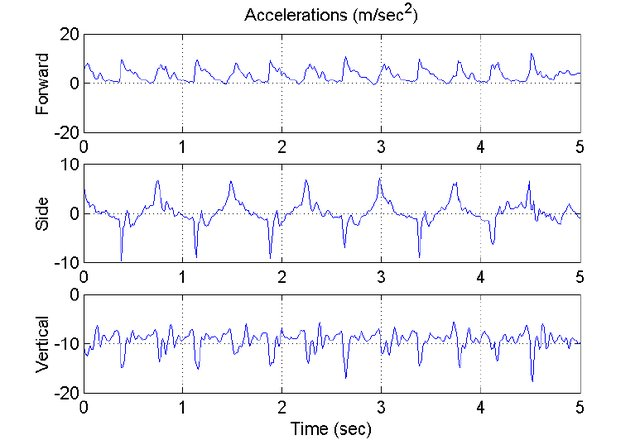 Accelerations (m/sec²)
20
0
-20
Forward
0 1 2 3 4 5
10
0
-10
Side
0 1 2 3 4 5
0
-10
-20
Vertical
0 1 2 3 4 5
Time (sec)